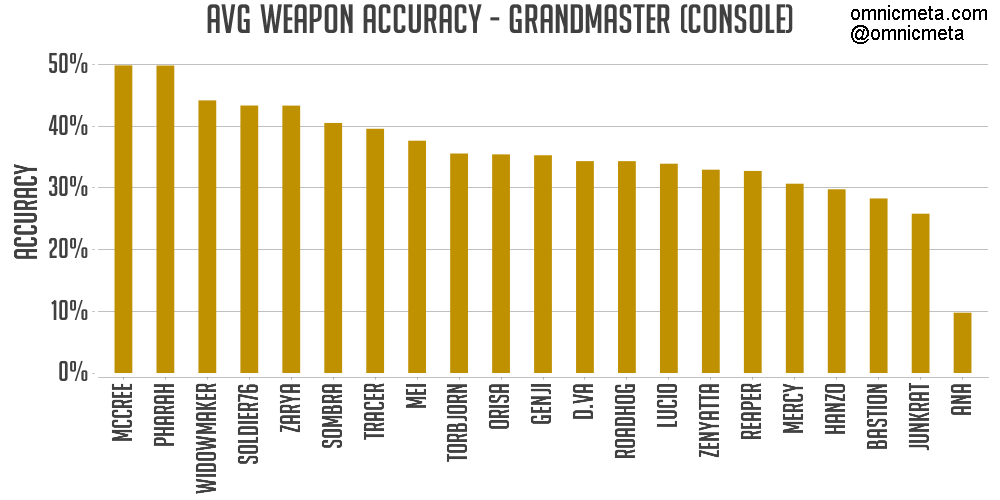 AVG WEAPON ACCURACY - GRANDMASTER (CONSOLE)
omnicmeta.com
@omnicmeta
ACCURACY
50%
40%
30%
20%
10%
0%
MCCREE
PHARAH
WIDOWMAKER
SOLDIER76
ZARYA
SOMBRA
TRACER
MEI
TORBJORN
ORISA
GENJI
D.VA
ROADHOG
LUCIO
ZENYATTA
REAPER
MERCY
HANZO
BASTION
JUNKRAT
ANA